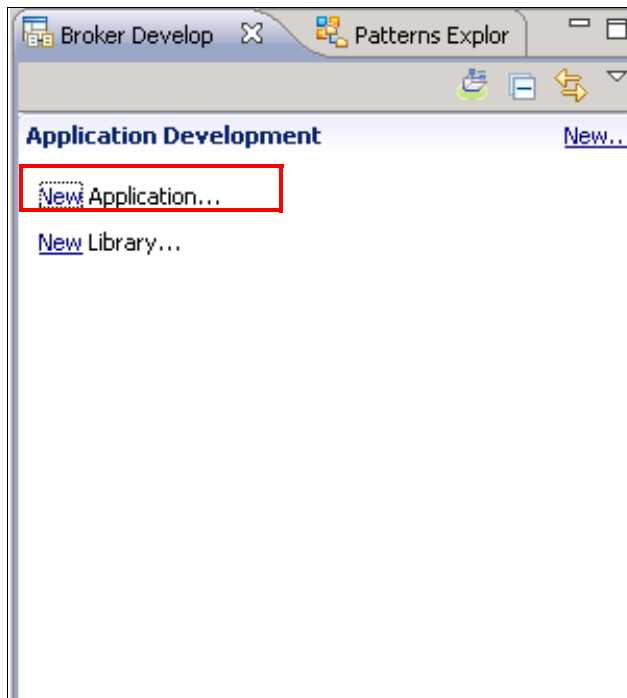 Broker Develop Patterns Explor
Application Development New...
New Application...
New Library...